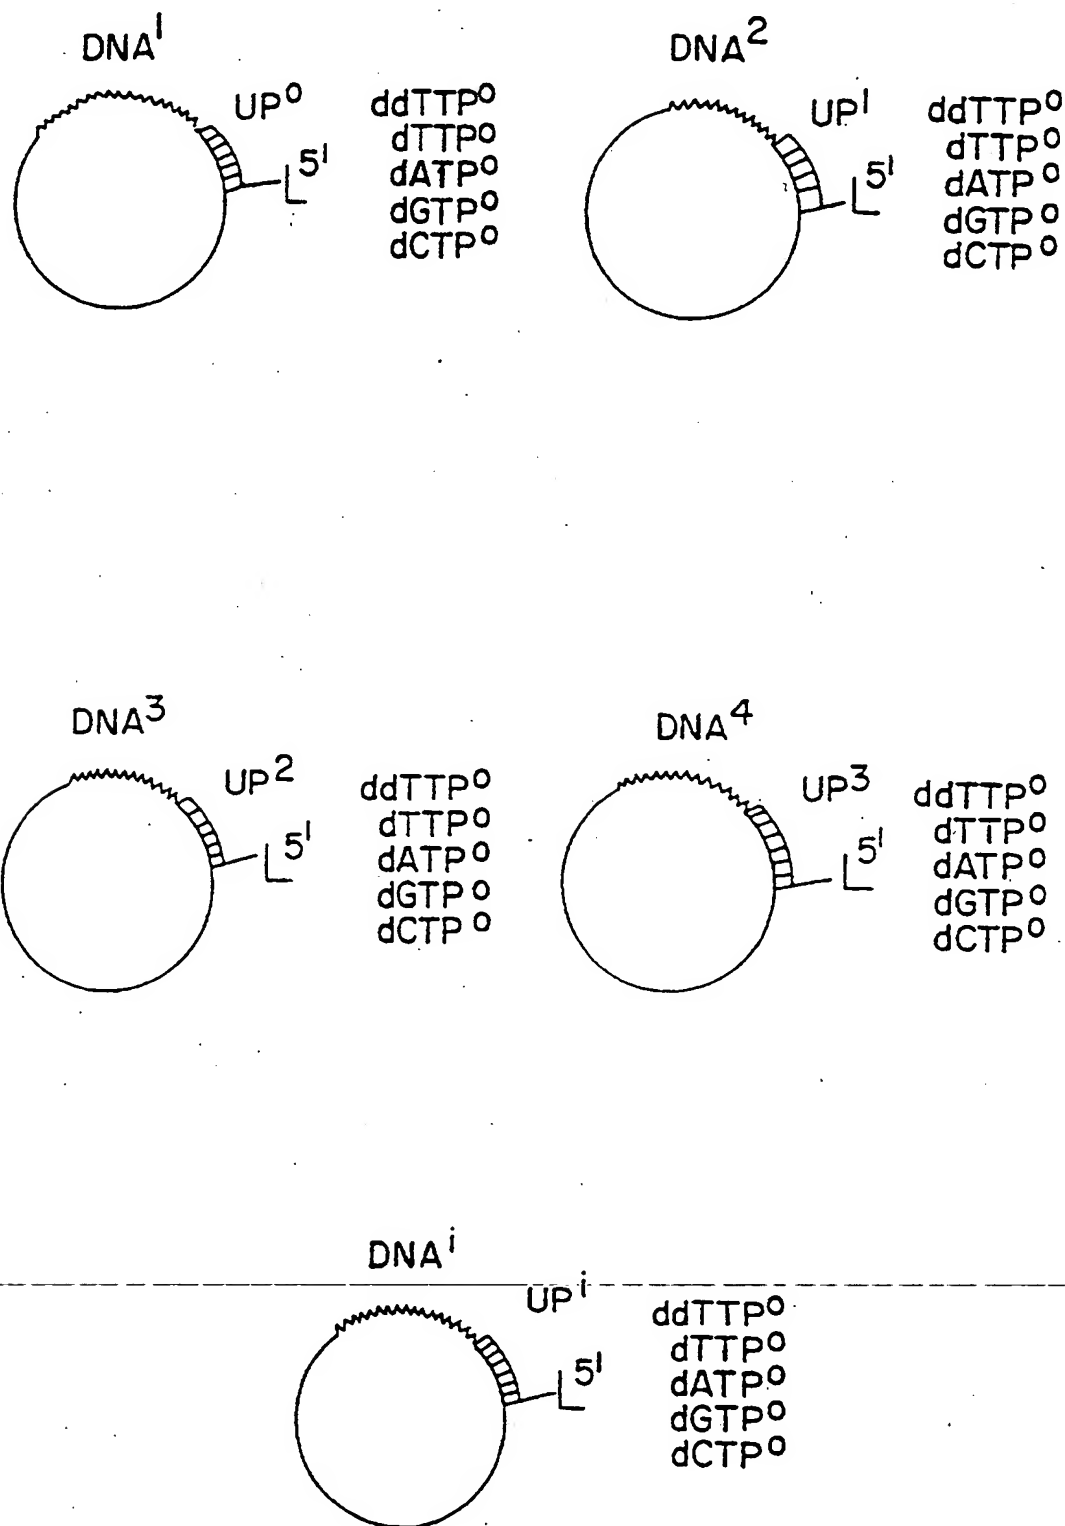 DNA¹
UP⁰
L 5'
ddTTP⁰
dTTP⁰
dATP⁰
dGTP⁰
dCTP⁰
DNA²
UP¹
L 5'
ddTTP⁰
dTTP⁰
dATP⁰
dGTP⁰
dCTP⁰
DNA³
UP²
L 5'
ddTTP⁰
dTTP⁰
dATP⁰
dGTP⁰
dCTP⁰
DNA⁴
UP³
L 5'
ddTTP⁰
dTTP⁰
dATP⁰
dGTP⁰
dCTP⁰
DNAⁱ
UPⁱ
L 5'
ddTTP⁰
dTTP⁰
dATP⁰
dGTP⁰
dCTP⁰